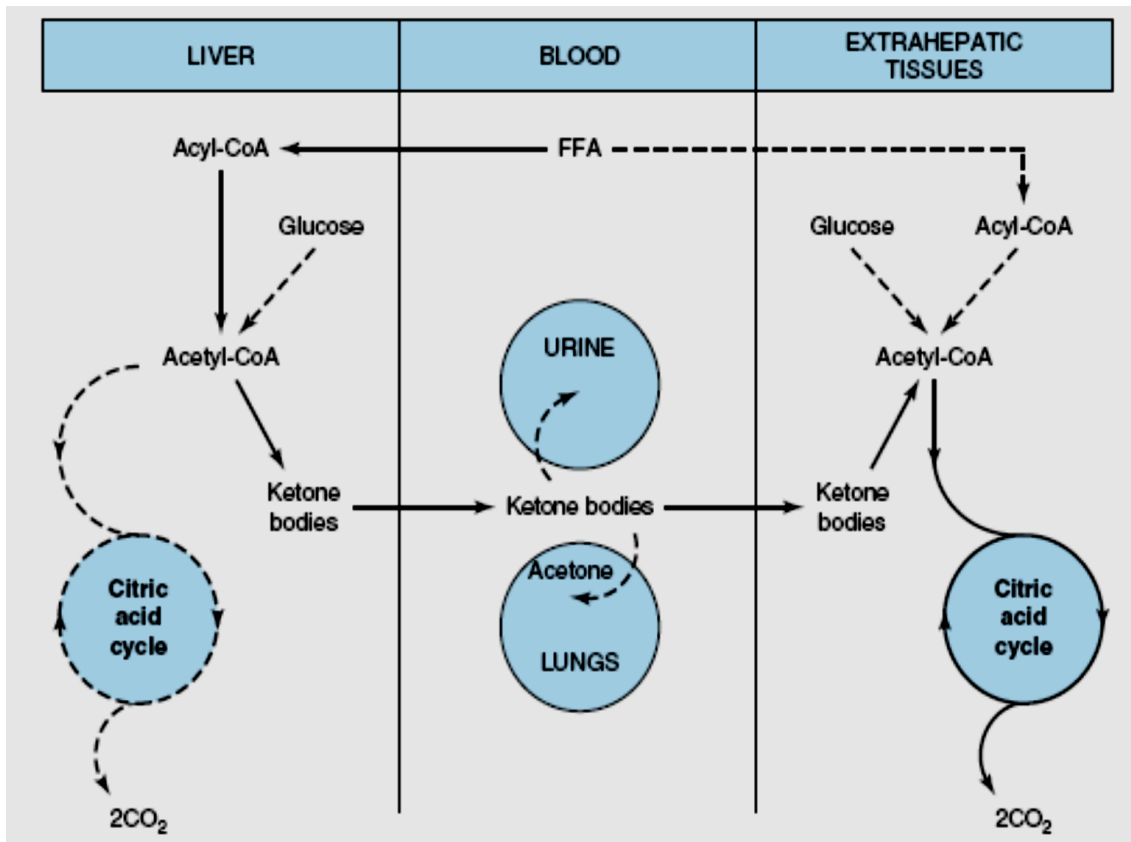 LIVER
BLOOD
EXTRAHEPATIC
TISSUES
Acyl-CoA
FFA
Glucose
Glucose
Acyl-CoA
URINE
Acetyl-CoA
Acetyl-CoA
Ketone
bodies
Ketone bodies
Ketone
bodies
Acetone
LUNGS
Citric
acid
cycle
Citric
acid
cycle
2CO₂
2CO₂